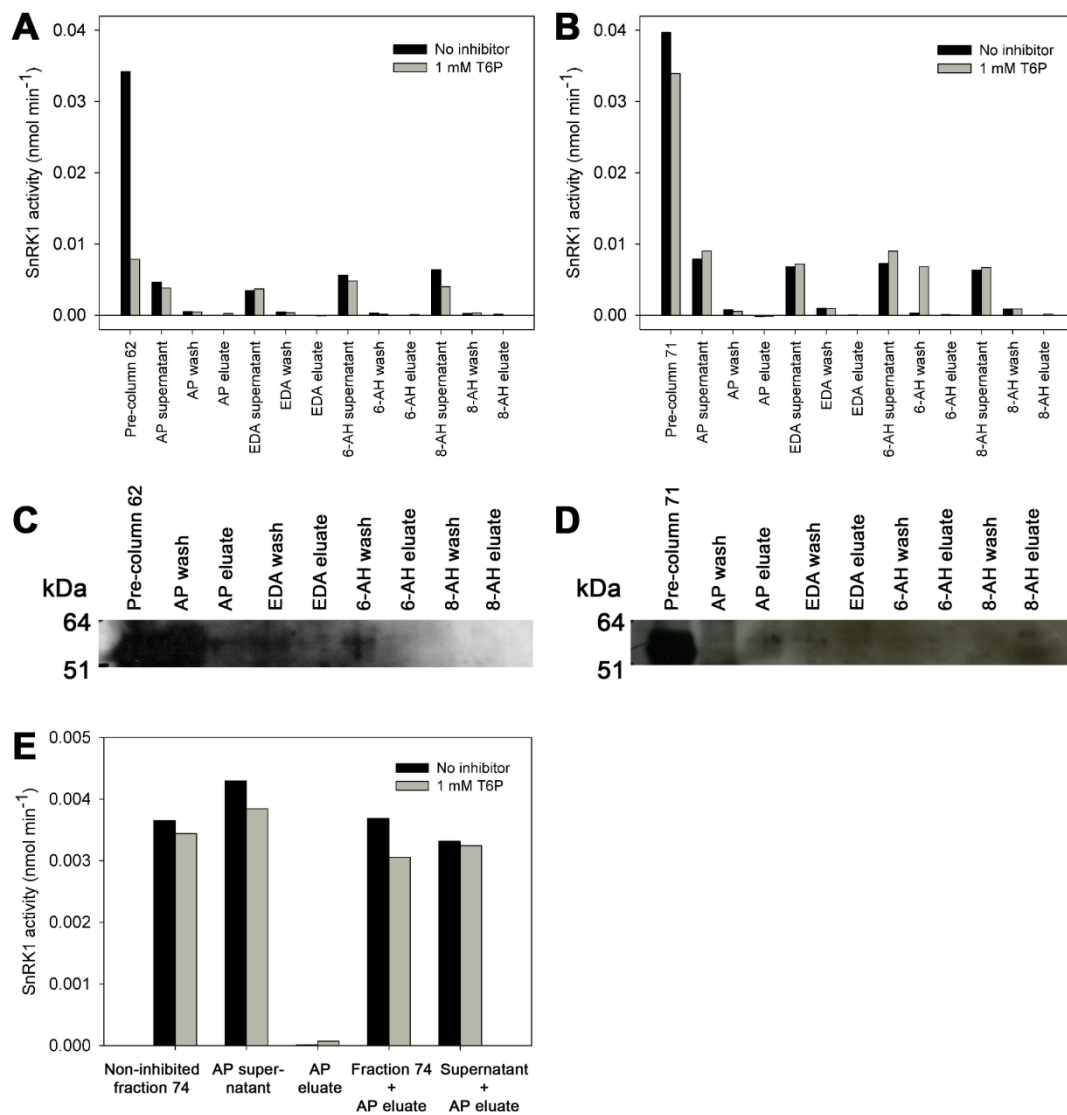 A
SnRK1 activity (nmol min⁻¹)
0.04
0.03
0.02
0.01
0.00
No inhibitor
1 mM T6P
Pre-column 62
AP supernatant
AP wash
AP eluate
EDA supernatant
EDA wash
EDA eluate
6-AH supernatant
6-AH wash
6-AH eluate
8-AH supernatant
8-AH wash
8-AH eluate
B
SnRK1 activity (nmol min⁻¹)
0.04
0.03
0.02
0.01
0.00
No inhibitor
1 mM T6P
Pre-column 71
AP supernatant
AP wash
AP eluate
EDA supernatant
EDA wash
EDA eluate
6-AH supernatant
6-AH wash
6-AH eluate
8-AH supernatant
8-AH wash
8-AH eluate
C
kDa
64
51
Pre-column 62
AP wash
AP eluate
EDA wash
EDA eluate
6-AH wash
6-AH eluate
8-AH wash
8-AH eluate
D
kDa
64
51
Pre-column 71
AP wash
AP eluate
EDA wash
EDA eluate
6-AH wash
6-AH eluate
8-AH wash
8-AH eluate
E
SnRK1 activity (nmol min⁻¹)
0.005
0.004
0.003
0.002
0.001
0.000
No inhibitor
1 mM T6P
Non-inhibited
fraction 74
AP super-
natant
AP
eluate
Fraction 74
+
AP eluate
Supernatant
+
AP eluate